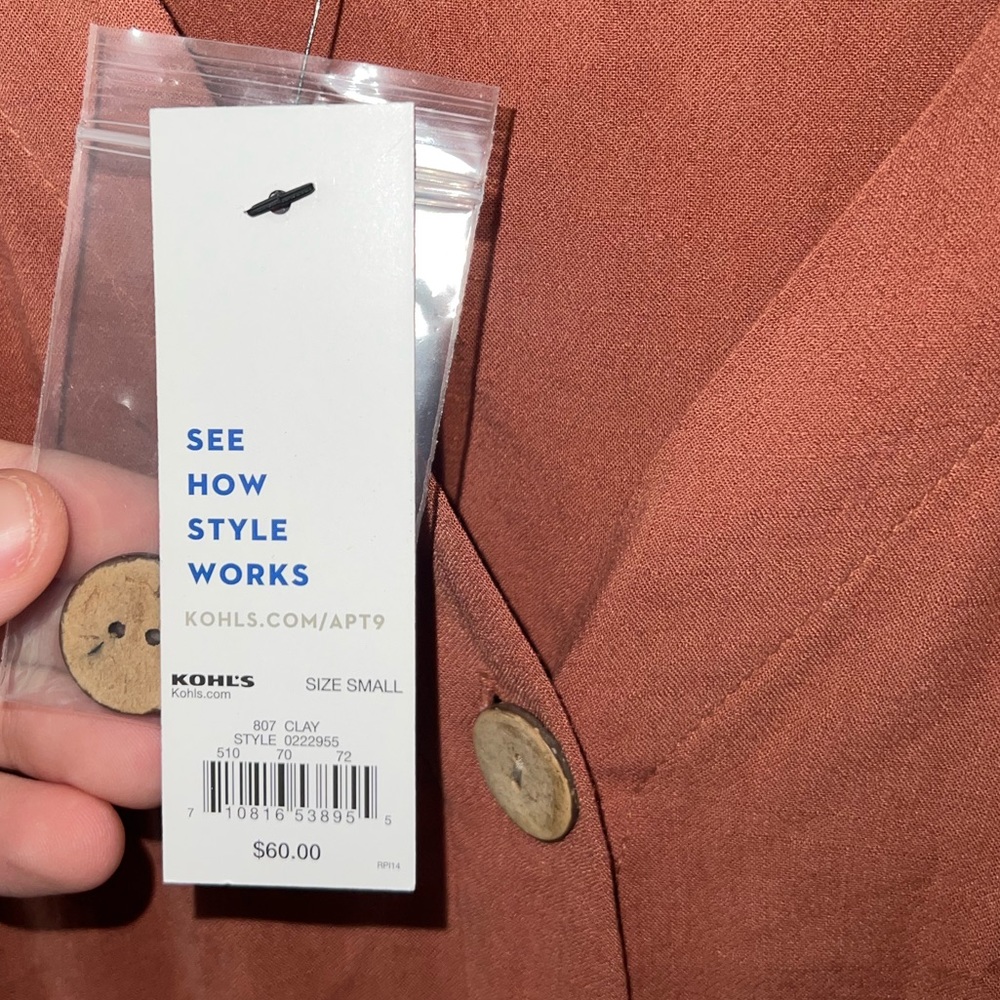 SEE
HOW
STYLE
WORKS
KOHLS.COM/APT9
KOHL'S
Kohls.com
SIZE SMALL
807 CLAY
STYLE 0222955
510 70 72
7 10816 53895 5
$60.00
RPI14